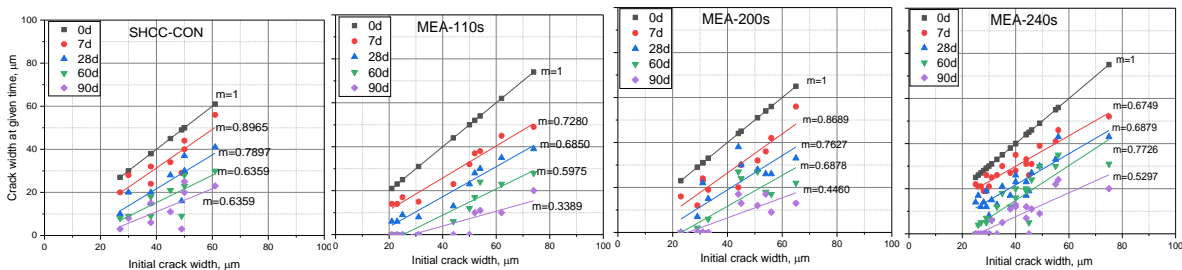 SHCC-CON
0d
7d
28d
60d
90d
m=1
m=0.8965
m=0.7897
m=0.6359
m=0.6359
Crack width at given time, μm
100
80
60
40
20
0
0 20 40 60 80 100
Initial crack width, μm
MEA-110s
0d
7d
28d
60d
90d
m=1
m=0.7280
m=0.6850
m=0.5975
m=0.3389
0 20 40 60 80 100
Initial crack width, μm
MEA-200s
0d
7d
28d
60d
90d
m=1
m=0.8689
m=0.7627
m=0.6878
m=0.4460
0 20 40 60 80 100
Initial crack width, μm
MEA-240s
0d
7d
28d
60d
90d
m=1
m=0.6749
m=0.6879
m=0.7726
m=0.5297
0 20 40 60 80 100
Initial crack width, μm